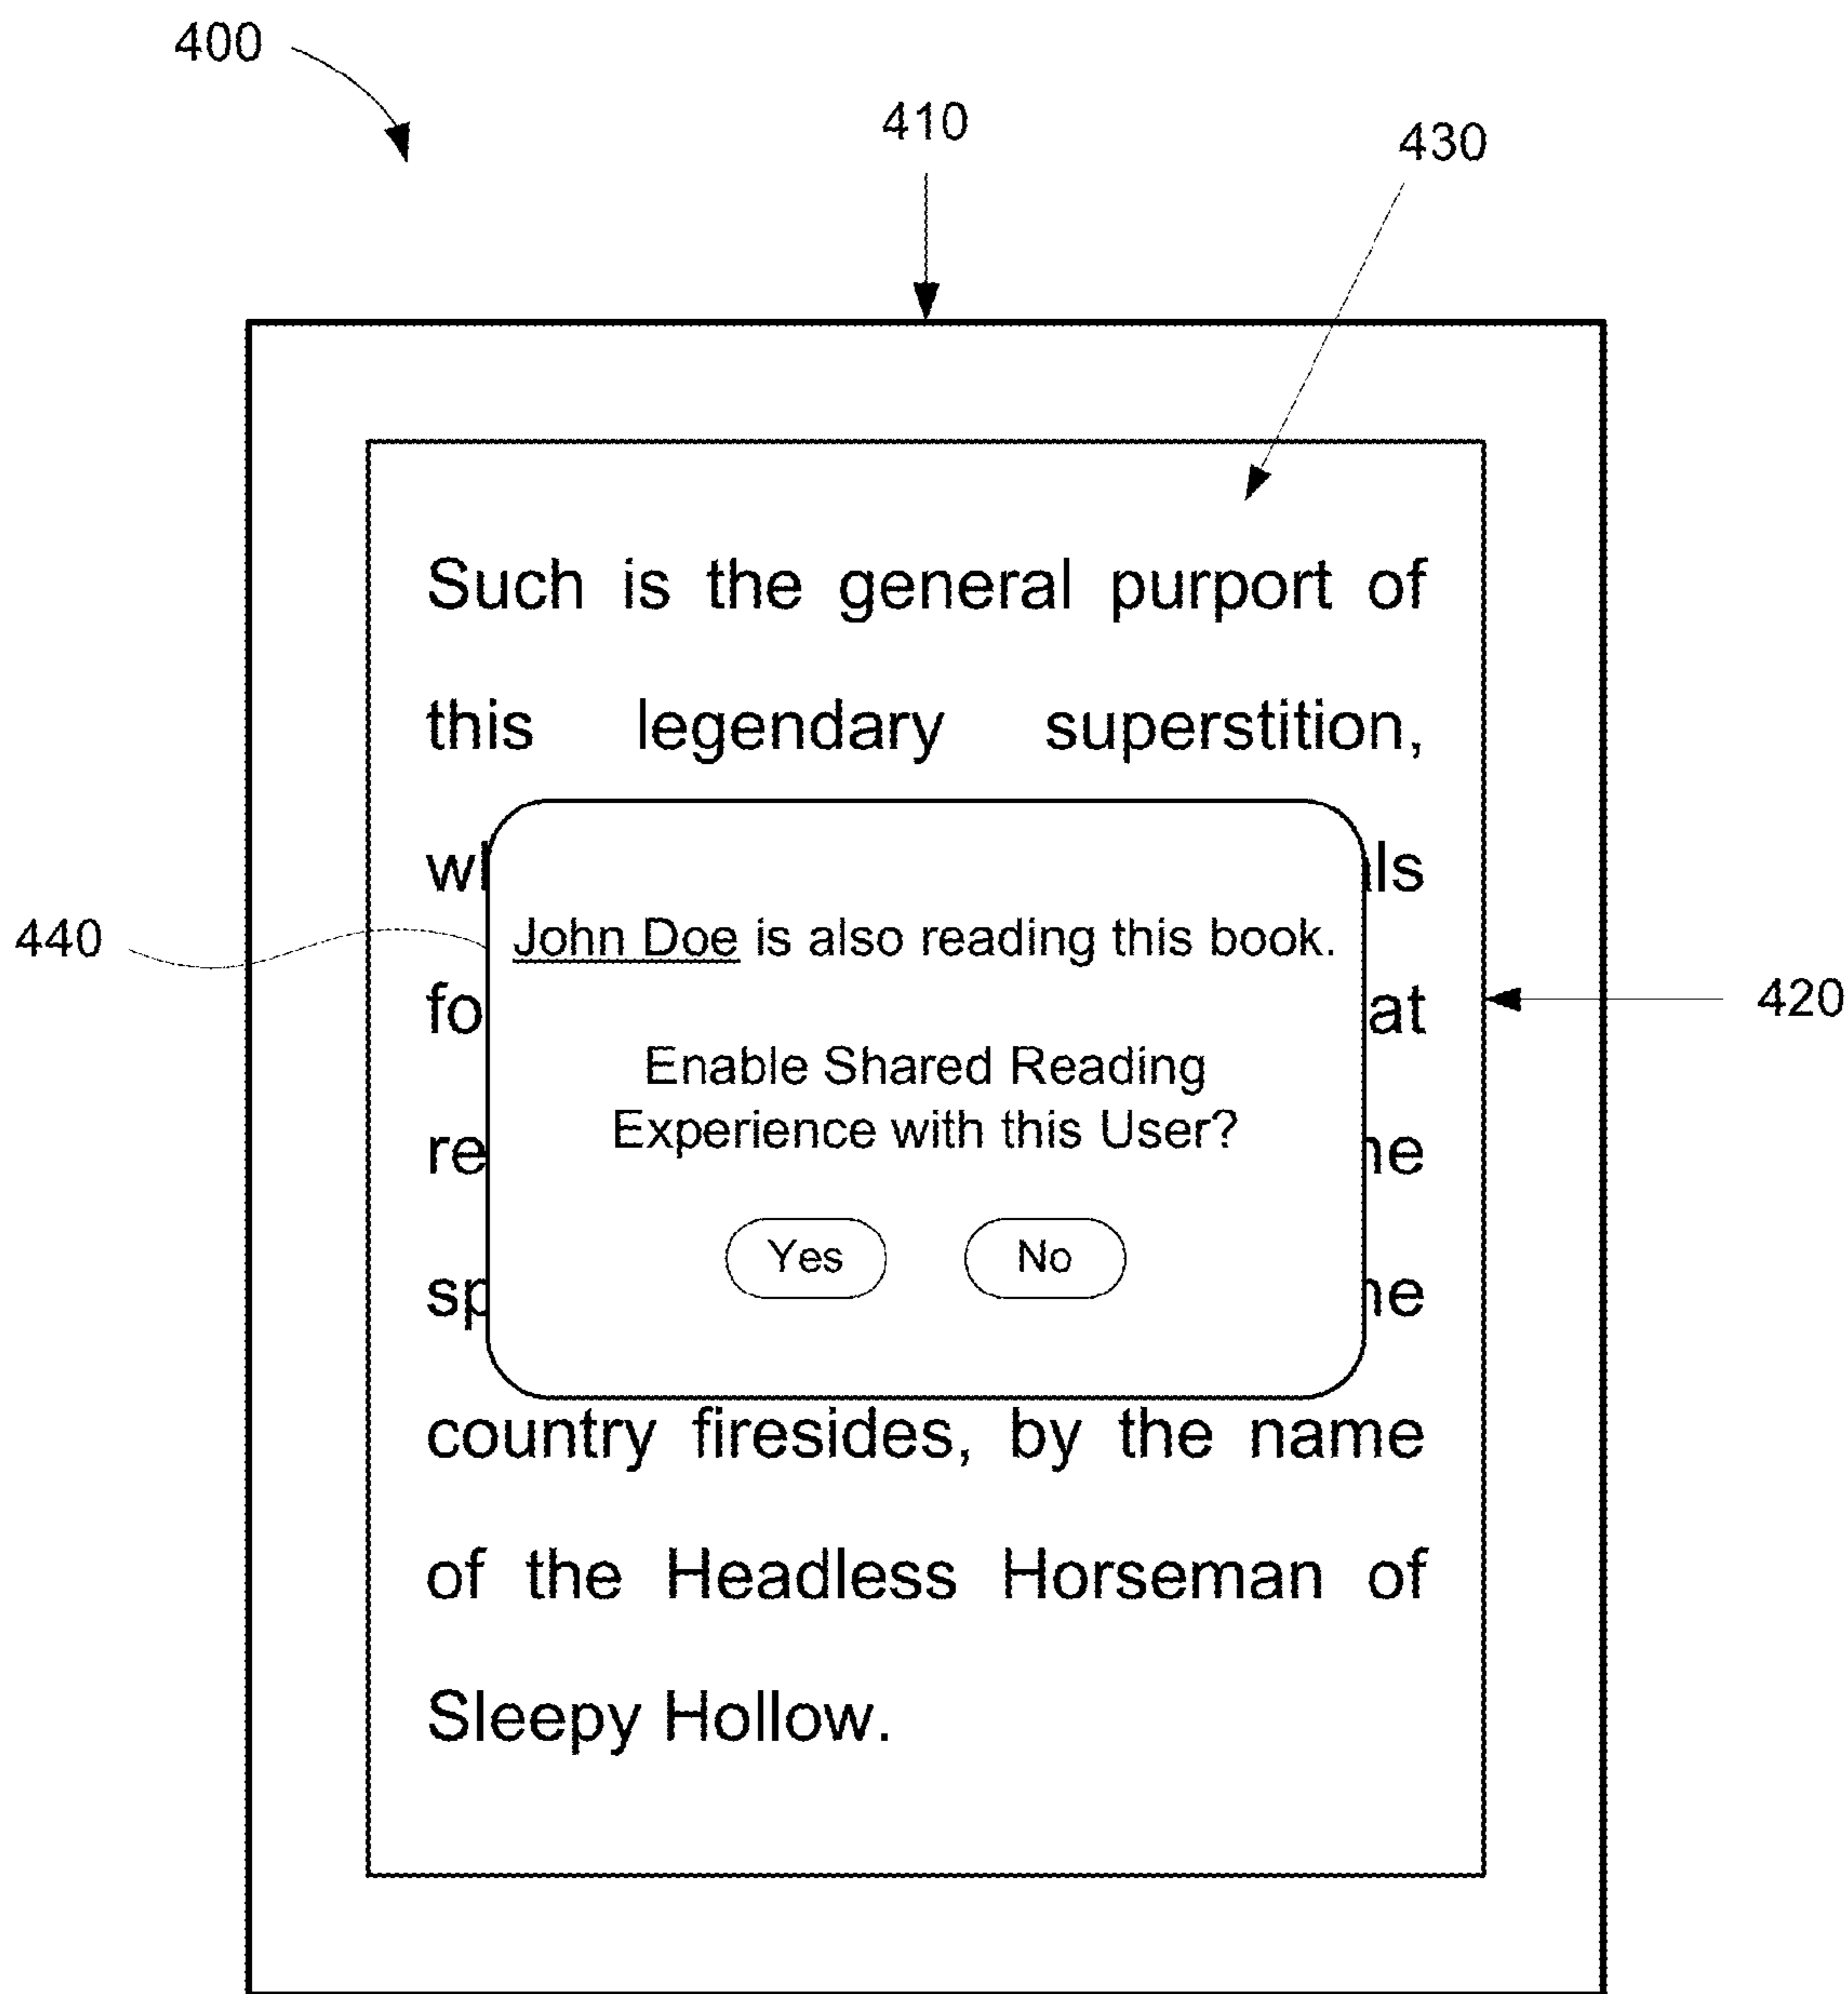 400
410
430
Such is the general purport of
this legendary superstition,
ls
440
John Doe is also reading this book.
420
fo at
Enable Shared Reading
Experience with this User?
re he
Yes No
sp he
country firesides, by the name
of the Headless Horseman of
Sleepy Hollow.